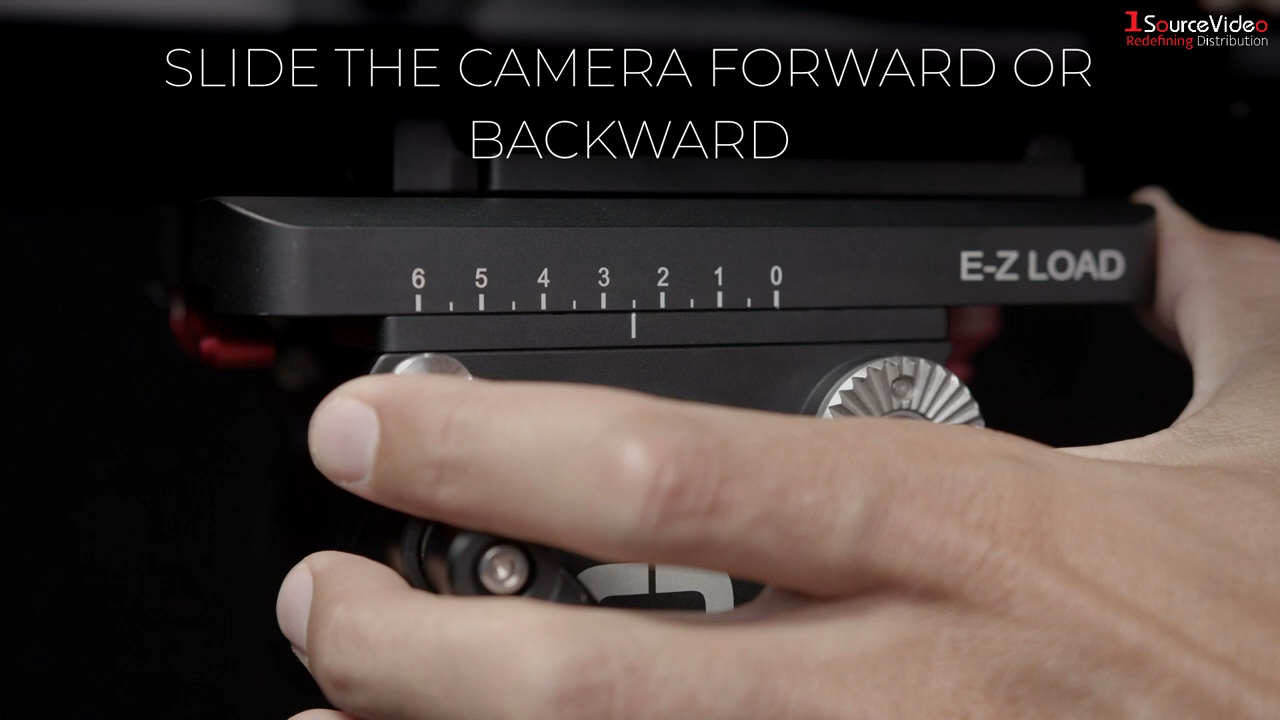 1SourceVideo
Redefining Distribution
SLIDE THE CAMERA FORWARD OR
BACKWARD
6 5 4 3 2 1 0
E-Z LOAD